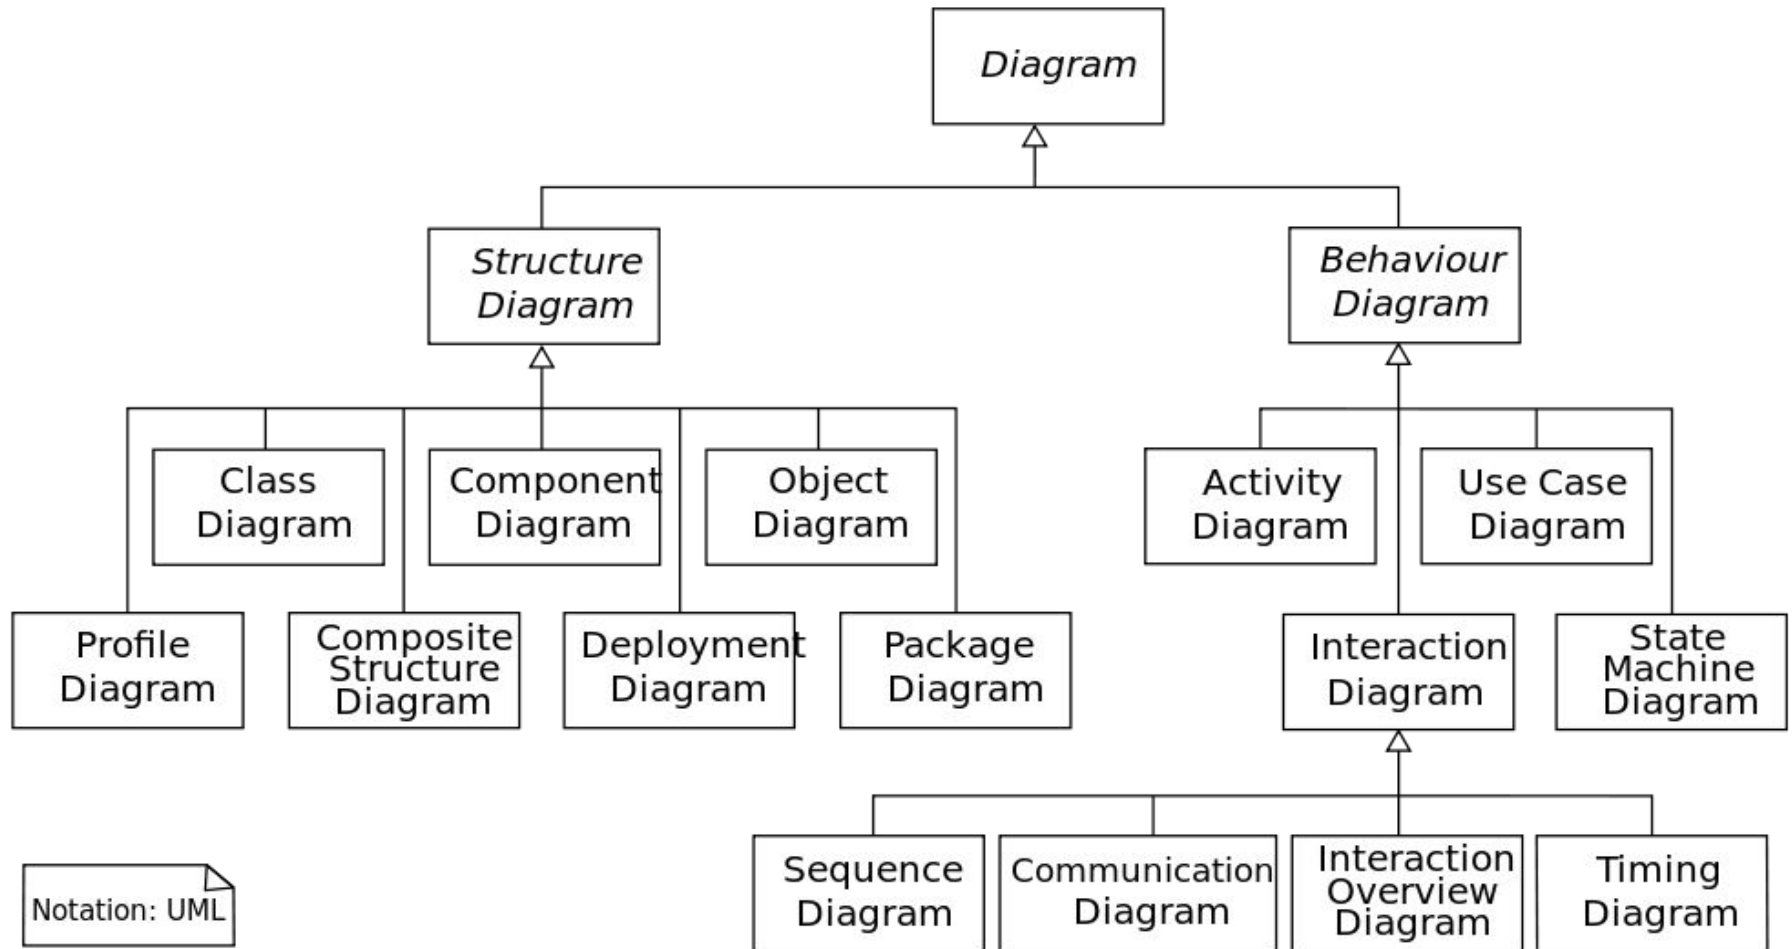 Diagram
Structure
Diagram
Behaviour
Diagram
Class
Diagram
Component
Diagram
Object
Diagram
Activity
Diagram
Use Case
Diagram
Profile
Diagram
Composite
Structure
Diagram
Deployment
Diagram
Package
Diagram
Interaction
Diagram
State
Machine
Diagram
Sequence
Diagram
Communication
Diagram
Interaction
Overview
Diagram
Timing
Diagram
Notation: UML